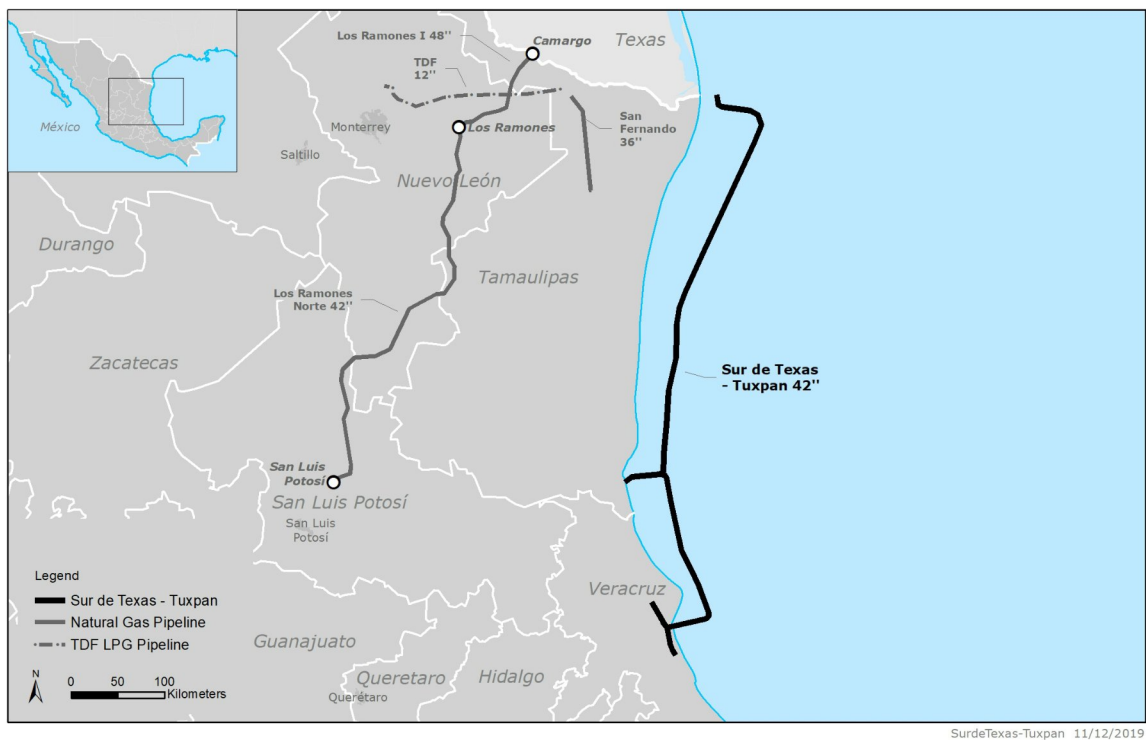 México
Los Ramones I 48''
Camargo
Texas
TDF
12''
Monterrey
Los Ramones
San
Fernando
36''
Saltillo
Nuevo León
Durango
Tamaulipas
Los Ramones
Norte 42''
Zacatecas
Sur de Texas
- Tuxpan 42''
San Luis
Potosí
San Luis Potosí
San Luis
Potosí
Veracruz
Legend
Sur de Texas - Tuxpan
Natural Gas Pipeline
TDF LPG Pipeline
Guanajuato
Queretaro
Hidalgo
Querétaro
N
0 50 100
Kilometers
SurdeTexas-Tuxpan 11/12/2019